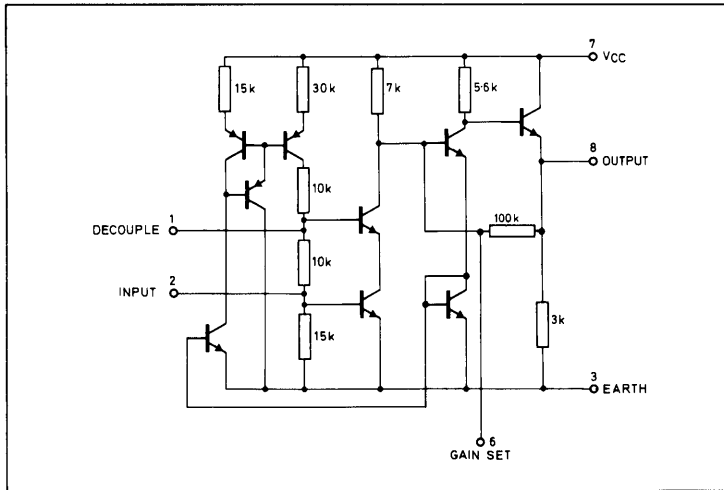 7
VCC
15k
30k
7k
5·6k
8
OUTPUT
10k
100k
1
DECOUPLE
10k
2
INPUT
15k
3k
3
EARTH
6
GAIN SET